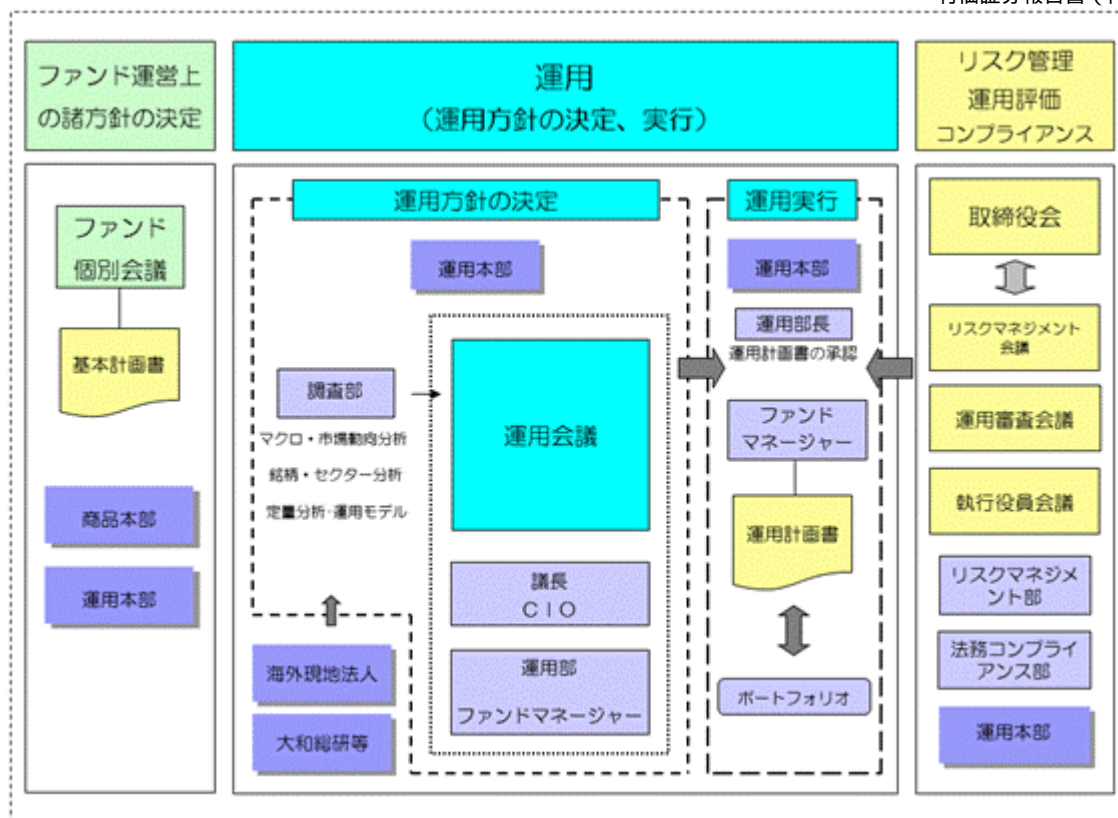 ファンド運営上
の諸方針の決定
運用
（運用方針の決定、実行）
リスク管理
運用評価
コンプライアンス
ファンド
個別会議
基本計画書
商品本部
運用本部
運用方針の決定
運用本部
調査部
マクロ・市場動向分析
銘柄・セクター分析
定量分析・運用モデル
運用会議
議長
ＣＩＯ
運用部
ファンドマネージャー
海外現地法人
大和総研等
運用実行
運用本部
運用部長
運用計画書の承認
ファンド
マネージャー
運用計画書
ポートフォリオ
取締役会
リスクマネジメント
会議
運用審査会議
執行役員会議
リスクマネジメ
ント部
法務コンプライ
アンス部
運用本部